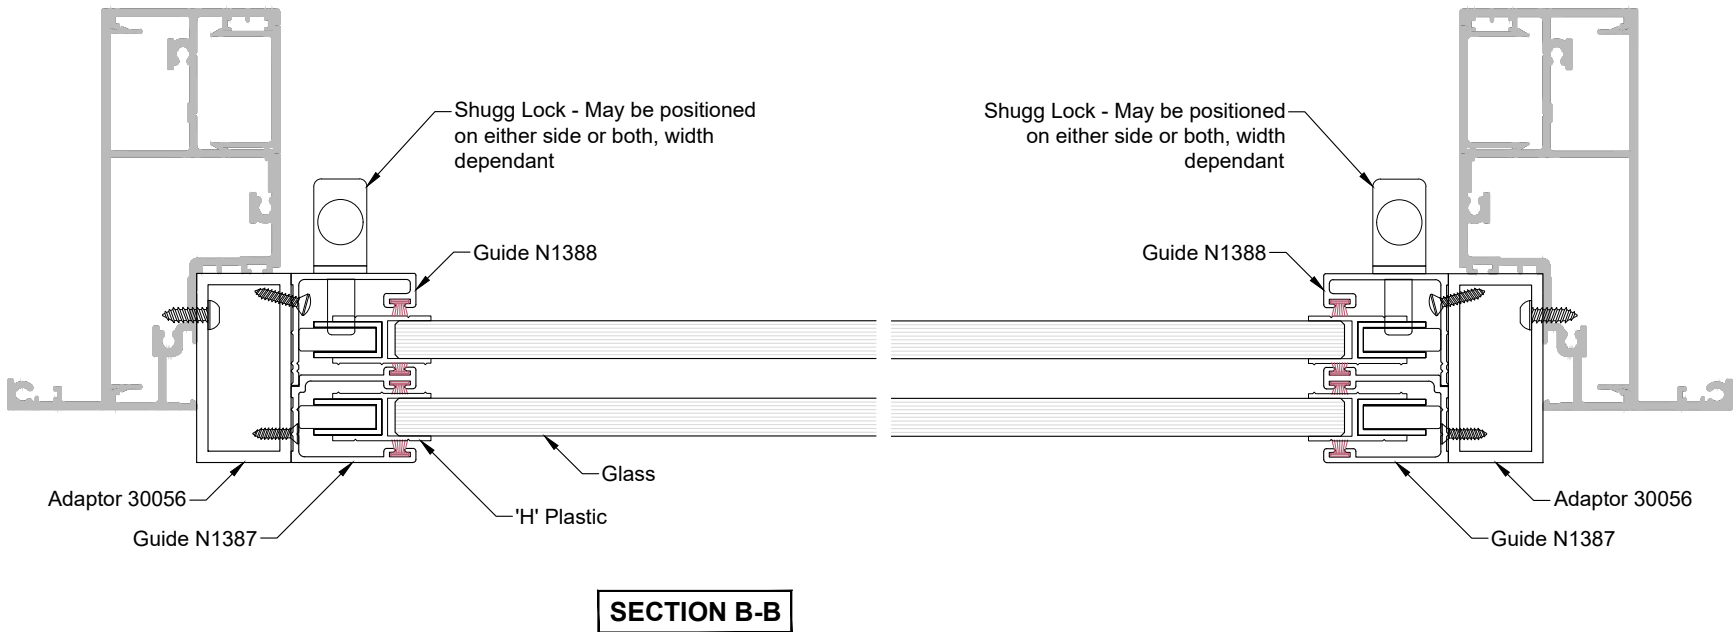 Shugg Lock - May be positioned
on either side or both, width
dependant
Shugg Lock - May be positioned
on either side or both, width
dependant
Guide N1388
Guide N1388
Glass
Adaptor 30056
Adaptor 30056
'H' Plastic
Guide N1387
Guide N1387
SECTION B-B